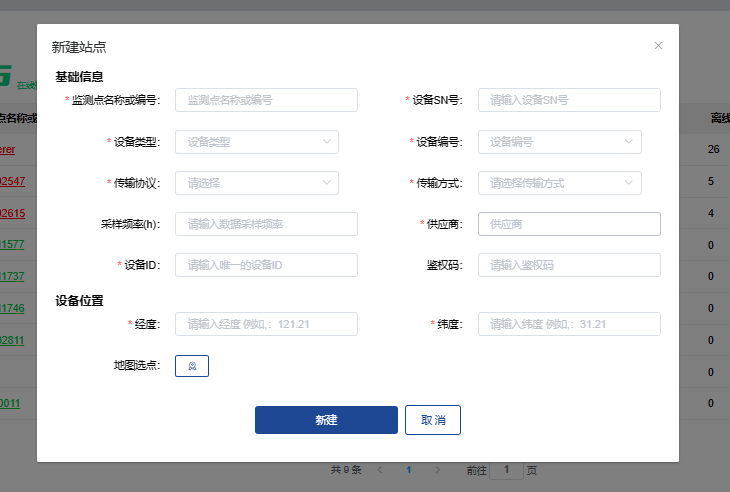 新建站点
基础信息
* 监测点名称或编号: 监测点名称或编号 * 设备SN号: 请输入设备SN号
* 设备类型: 设备类型 * 设备编号: 设备编号
* 传输协议: 请选择 * 传输方式: 请选择传输方式
采样频率(h): 请输入数据采样频率 * 供应商: 供应商
* 设备ID: 请输入唯一的设备ID 鉴权码: 请输入鉴权码
设备位置
* 经度: 请输入经度 例如,: 121.21 * 纬度: 请输入纬度 例如,: 31.21
地图选点:
新建 取 消
在线
点名称或 离线
erer 26
02547 5
02615 4
11577 0
11737 0
11746 0
02811 0
0
0011 0
共 9 条 < 1 > 前往 1 页